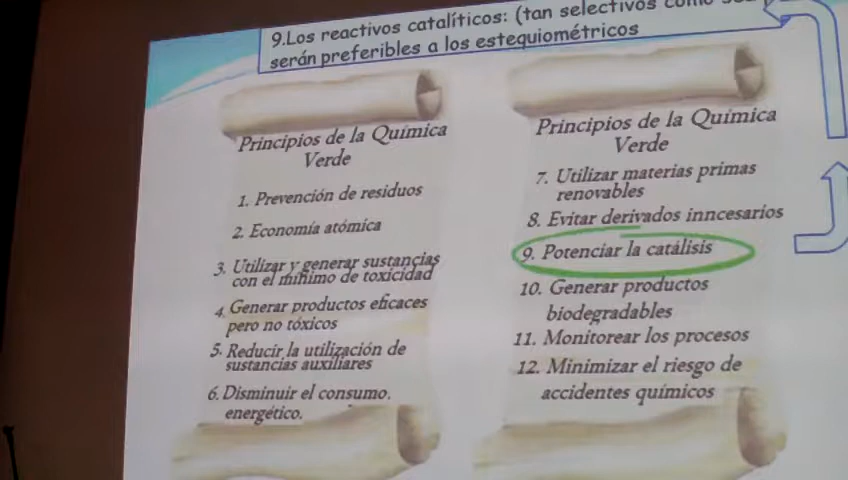 9.Los reactivos catalíticos: (tan selectivos como
serán preferibles a los estequiométricos
Principios de la Química
Verde
1. Prevención de residuos
2. Economía atómica
3. Utilizar y generar sustancias
con el mínimo de toxicidad
4. Generar productos eficaces
pero no tóxicos
5. Reducir la utilización de
sustancias auxiliares
6. Disminuir el consumo.
energético.
Principios de la Química
Verde
7. Utilizar materias primas
renovables
8. Evitar derivados inncesarios
9. Potenciar la catálisis
10. Generar productos
biodegradables
11. Monitorear los procesos
12. Minimizar el riesgo de
accidentes químicos